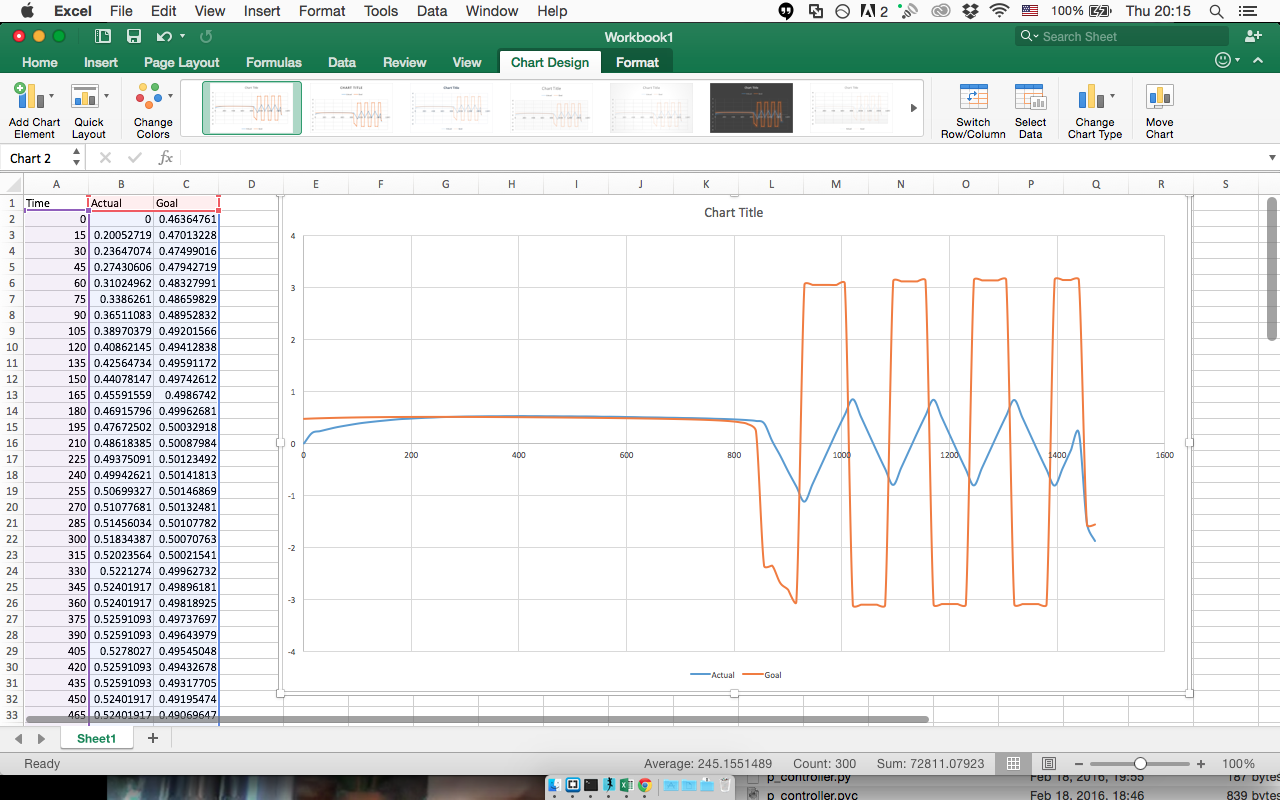 Excel File Edit View Insert Format Tools Data Window Help 2 100% Thu 20:15
Workbook1 Search Sheet
Home Insert Page Layout Formulas Data Review View Chart Design Format
Add Chart Element Quick Layout Change Colors Switch Row/Column Select Data Change Chart Type Move Chart
Chart 2 fx
A B C D E F G H I J K L M N O P Q R S
1 Time Actual Goal
2 0 0 0.46364761
3 15 0.20052719 0.47013228
4 30 0.23647074 0.47499016
5 45 0.27430606 0.47942719
6 60 0.31024962 0.48327991
7 75 0.3386261 0.48659829
8 90 0.36511083 0.48952832
9 105 0.38970379 0.49201566
10 120 0.40862145 0.49412838
11 135 0.42564734 0.49591172
12 150 0.44078147 0.49742612
13 165 0.45591559 0.4986742
14 180 0.46915796 0.49962681
15 195 0.47672502 0.50032918
16 210 0.48618385 0.50087984
17 225 0.49375091 0.50123492
18 240 0.49942621 0.50141813
19 255 0.50699327 0.50146869
20 270 0.51077681 0.50132481
21 285 0.51456034 0.50107782
22 300 0.51834387 0.50070763
23 315 0.52023564 0.50021541
24 330 0.5221274 0.49962732
25 345 0.52401917 0.49896181
26 360 0.52401917 0.49818925
27 375 0.52591093 0.49737697
28 390 0.52591093 0.49643979
29 405 0.5278027 0.49545048
30 420 0.52591093 0.49432678
31 435 0.52591093 0.49317705
32 450 0.52401917 0.49195474
33 465 0.52401917 0.49069647
Chart Title
4
3
2
1
0
-1
-2
-3
-4
0 200 400 600 800 1000 1200 1400 1600
Actual Goal
Sheet1
Ready Average: 245.1551489 Count: 300 Sum: 72811.07923 100%
p_controller.py Feb 18, 2016, 19:55 187 bytes
p_controller.pyc Feb 18, 2016, 18:46 839 bytes